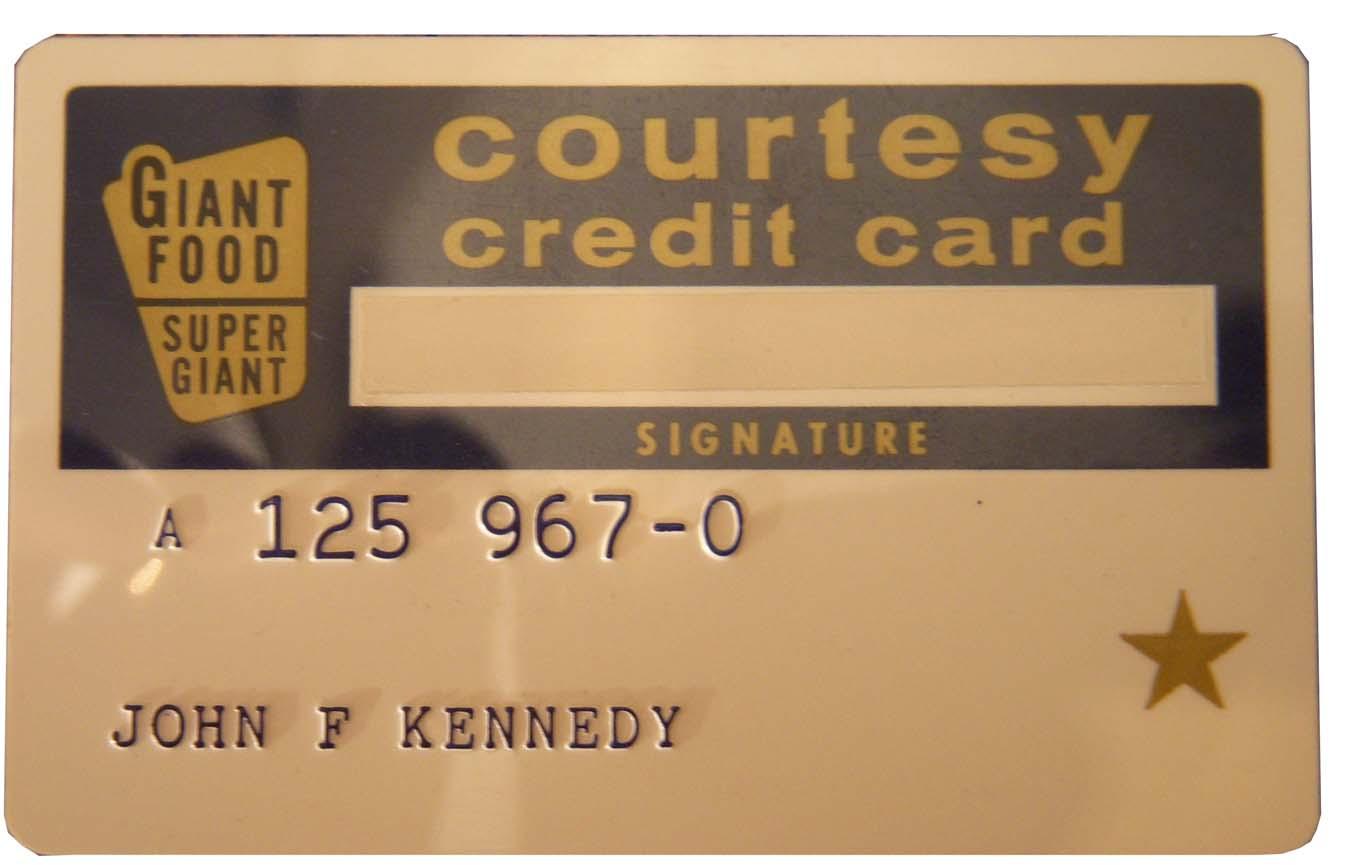 GIANT
FOOD
SUPER
GIANT
courtesy
credit card
SIGNATURE
A 125 967-0
JOHN F KENNEDY